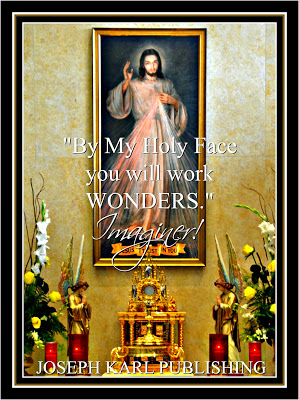 "By My Holy Face
you will work
WONDERS."
Imaginer!
JOSEPH KARL PUBLISHING